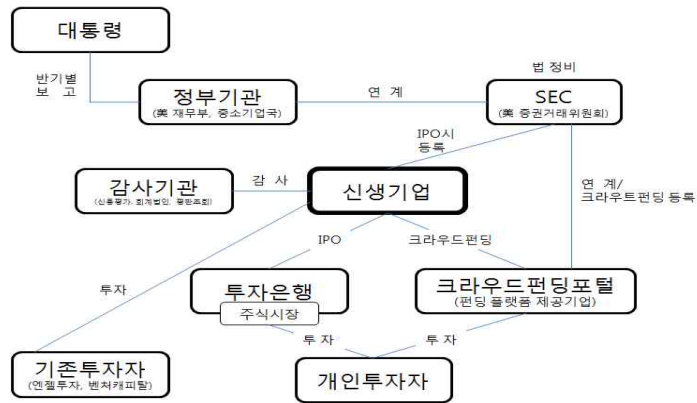 대통령
반기별
보 고
법 정비
정부기관
(美 재무부, 중소기업국)
연 계
SEC
(美 증권거래위원회)
IPO시
등록
감사기관
(신용평가, 회계법인, 평판조회)
감 사
신생기업
연 계/
크라우트펀딩 등록
IPO
크라우드펀딩
투자
투자은행
주식시장
크라우드펀딩포털
(펀딩 플랫폼 제공기업)
투 자
투 자
기존투자자
(엔젤투자, 벤처캐피탈)
개인투자자